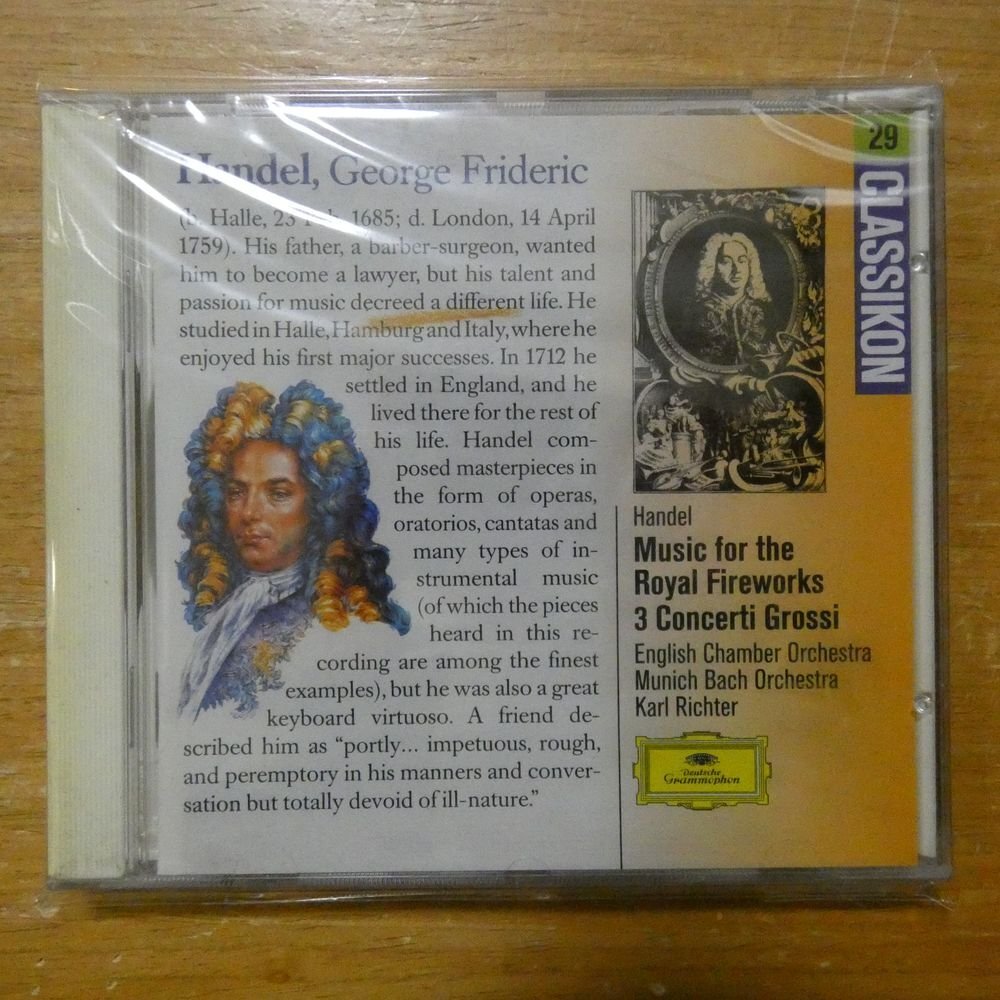 Handel, George Frideric
(b. Halle, 23 Feb. 1685; d. London, 14 April
1759). His father, a barber-surgeon, wanted
him to become a lawyer, but his talent and
passion for music decreed a different life. He
studied in Halle, Hamburg and Italy, where he
enjoyed his first major successes. In 1712 he
settled in England, and he
lived there for the rest of
his life. Handel com-
posed masterpieces in
the form of operas,
oratorios, cantatas and
many types of in-
strumental music
(of which the pieces
heard in this re-
cording are among the finest
examples), but he was also a great
keyboard virtuoso. A friend de-
scribed him as “portly... impetuous, rough,
and peremptory in his manners and conver-
sation but totally devoid of ill-nature.”
29
CLASSIKON
Handel
Music for the
Royal Fireworks
3 Concerti Grossi
English Chamber Orchestra
Munich Bach Orchestra
Karl Richter
Deutsche
Grammophon